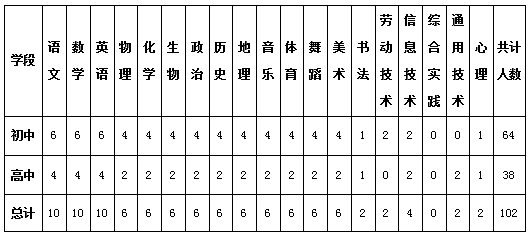 学段 语文 数学 英语 物理 化学 生物 政治 历史 地理 音乐 体育 舞蹈 美术 书法 劳动技术 信息技术 综合实践 通用技术 心理 共计人数
初中 6 6 6 4 4 4 4 4 4 4 4 4 4 1 2 2 0 0 1 64
高中 4 4 4 2 2 2 2 2 2 2 2 2 2 1 0 2 0 2 1 38
总计 10 10 10 6 6 6 6 6 6 6 6 6 6 2 2 4 0 2 2 102